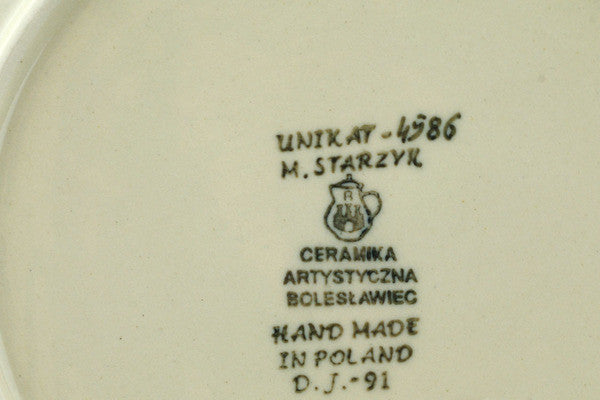 UNIKAT - 4986
M. STARZYK
B
CERAMIKA
ARTYSTYCZNA
BOLESŁAWIEC
HAND MADE
IN POLAND
D.J.-91